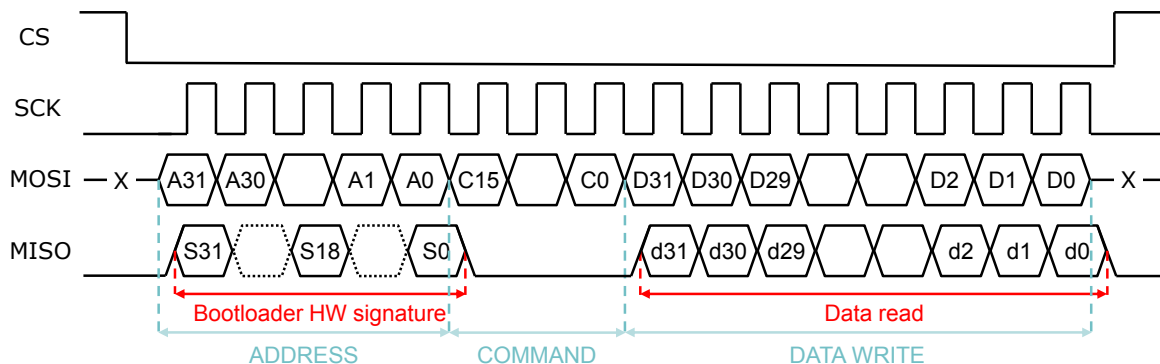 CS
SCK
MOSI X A31 A30 A1 A0 C15 C0 D31 D30 D29 D2 D1 D0 X
MISO S31 S18 S0 d31 d30 d29 d2 d1 d0
Bootloader HW signature Data read
ADDRESS COMMAND DATA WRITE